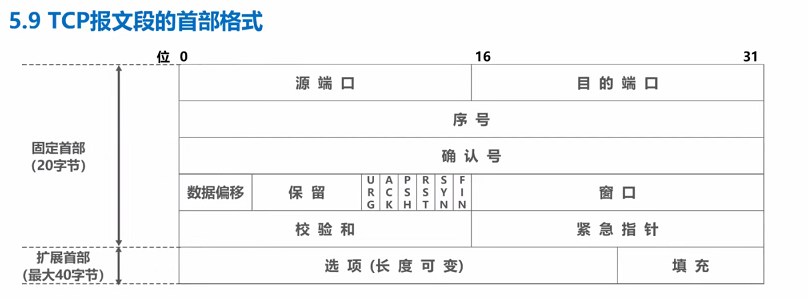 5.9 TCP报文段的首部格式
位 0 16 31
源端口 目的端口
序号
确认号
固定首部
(20字节)
数据偏移 保留 URG ACK PSH RST SYN FIN 窗口
校验和 紧急指针
扩展首部
(最大40字节)
选项 (长度可变) 填充